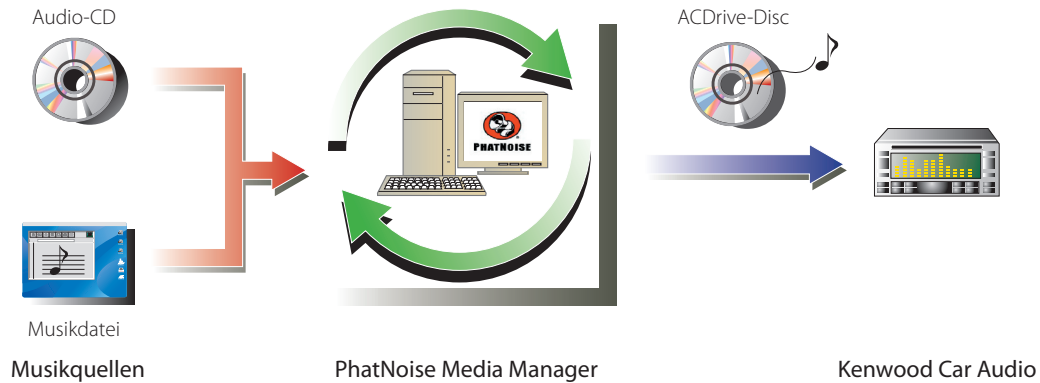 Audio-CD
ACDrive-Disc
PHATNOISE
Musikdatei
Musikquellen
PhatNoise Media Manager
Kenwood Car Audio